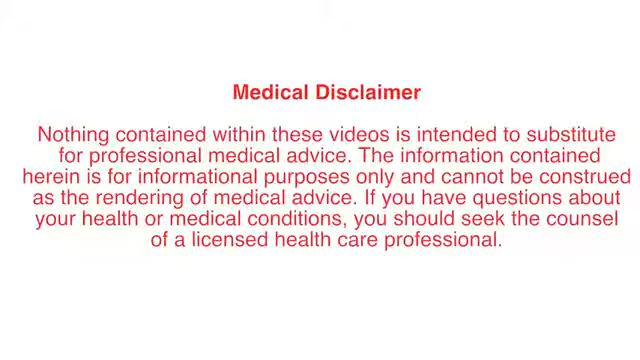 Medical Disclaimer
Nothing contained within these videos is intended to substitute
for professional medical advice. The information contained
herein is for informational purposes only and cannot be construed
as the rendering of medical advice. If you have questions about
your health or medical conditions, you should seek the counsel
of a licensed health care professional.